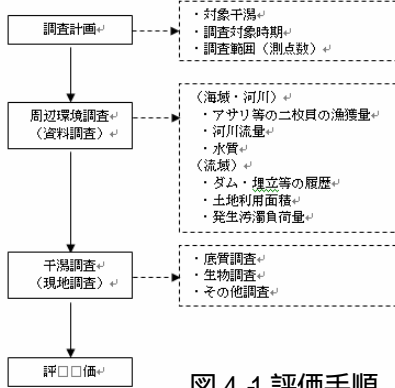 調査計画
・対象干潟
・調査対象時期
・調査範囲（測点数）
周辺環境調査
（資料調査）
（海域・河川）
・アサリ等の二枚貝の漁獲量
・河川流量
・水質
（流域）
・ダム・埋立等の履歴
・土地利用面積
・発生汚濁負荷量
干潟調査
（現地調査）
・底質調査
・生物調査
・その他調査
評□□価
図 4-1 評価手順